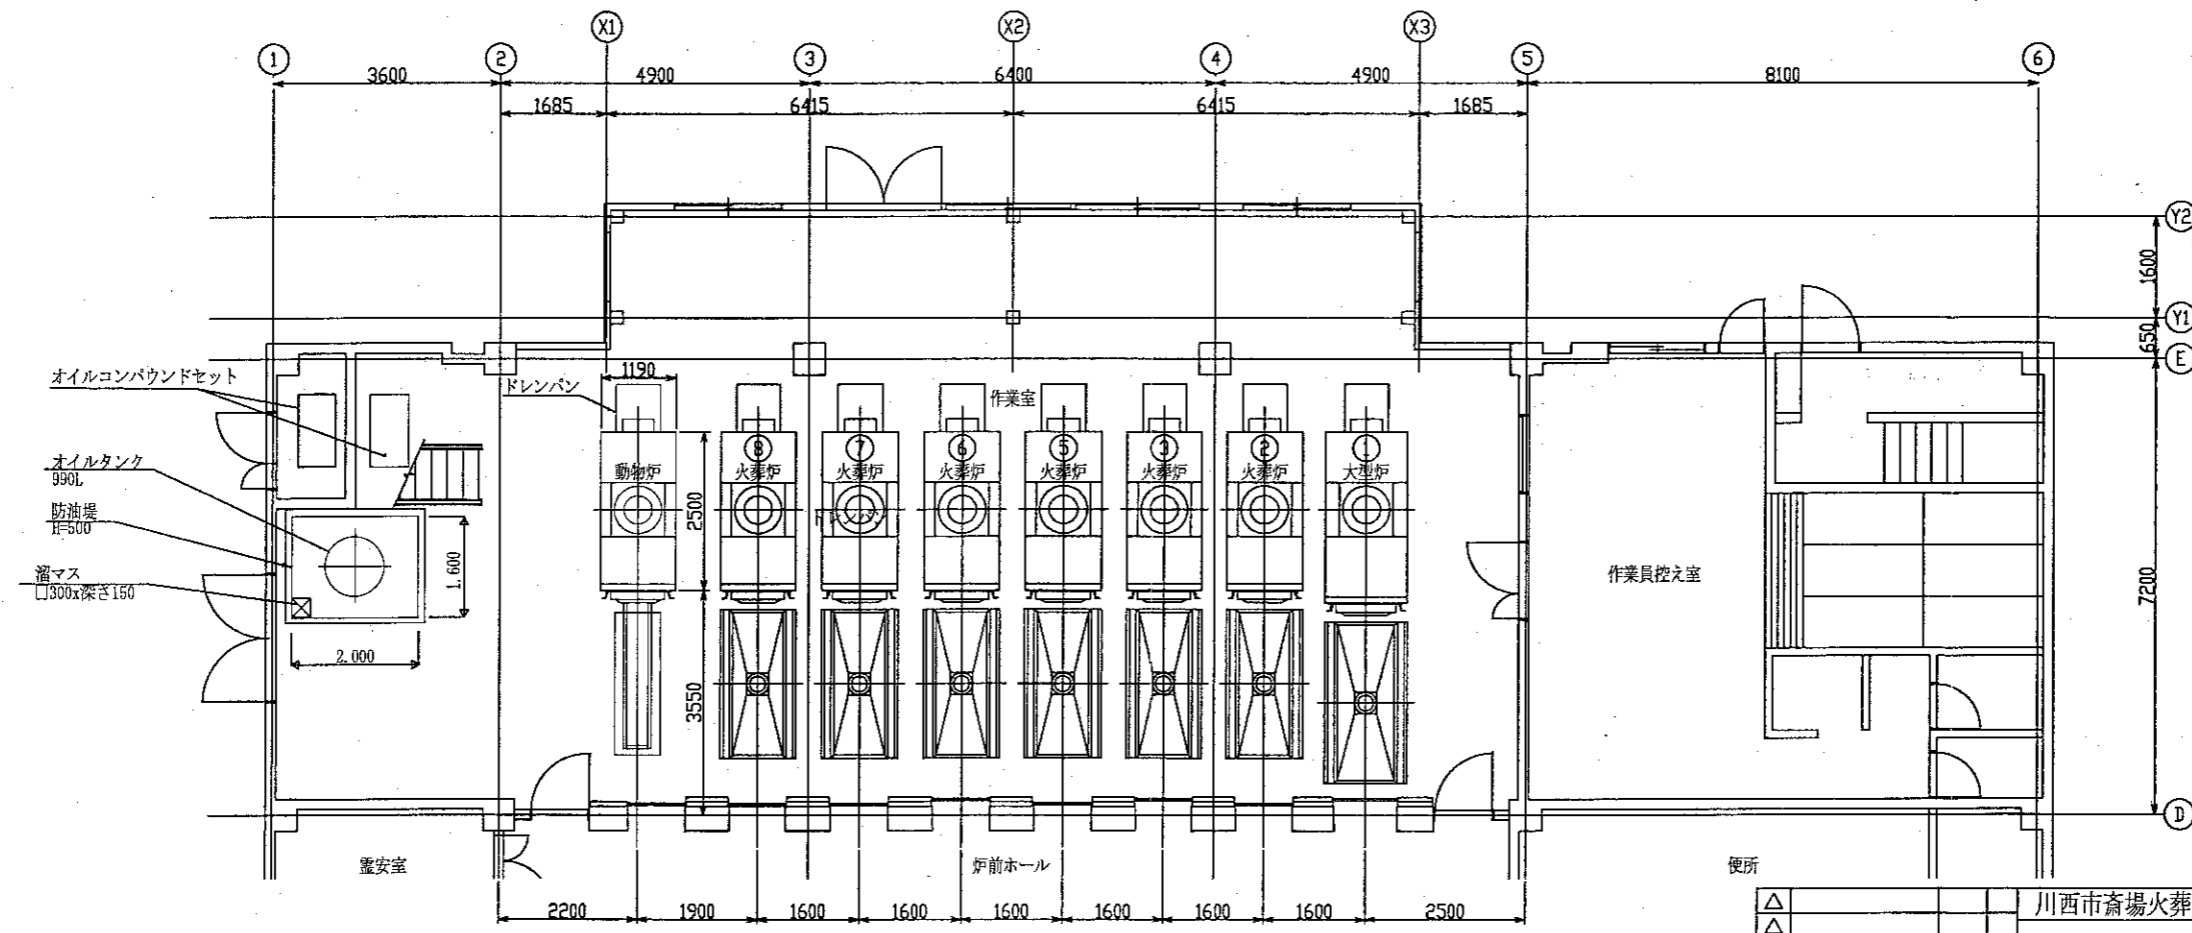 X1
X2
X3
1
2
3
4
5
6
3600
4900
6400
4900
8100
1685
6415
6415
1685
Y2
1600
Y1
650
E
オイルコンパウンドセット
ドレンパン
1190
作業室
オイルタンク
990L
防油堤
H=500
溜マス
□300x深さ150
動物炉
8
火葬炉
7
火葬炉
6
火葬炉
5
火葬炉
3
火葬炉
2
火葬炉
1
大型炉
ドレンパン
2500
1.600
2.000
3550
作業員控え室
7200
D
霊安室
炉前ホール
便所
2200
1900
1600
1600
1600
1600
1600
1600
2500
川西市斎場火葬